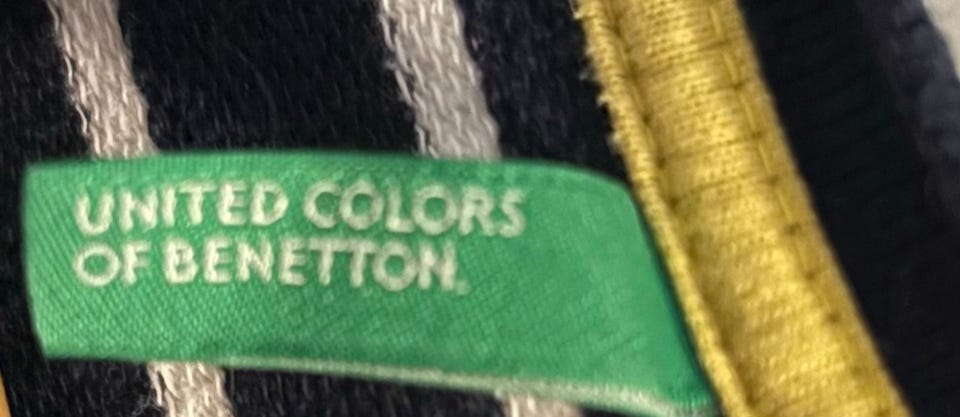 UNITED COLORS
OF BENETTON.